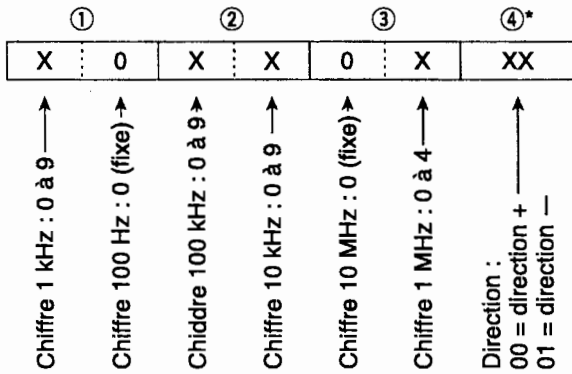 ① ② ③ ④*
X 0 X X 0 X XX
Chiffre 1 kHz : 0 à 9
Chiffre 100 Hz : 0 (fixe)
Chiddre 100 kHz : 0 à 9
Chiffre 10 kHz : 0 à 9
Chiffre 10 MHz : 0 (fixe)
Chiffre 1 MHz : 0 à 4
Direction :
00 = direction +
01 = direction —